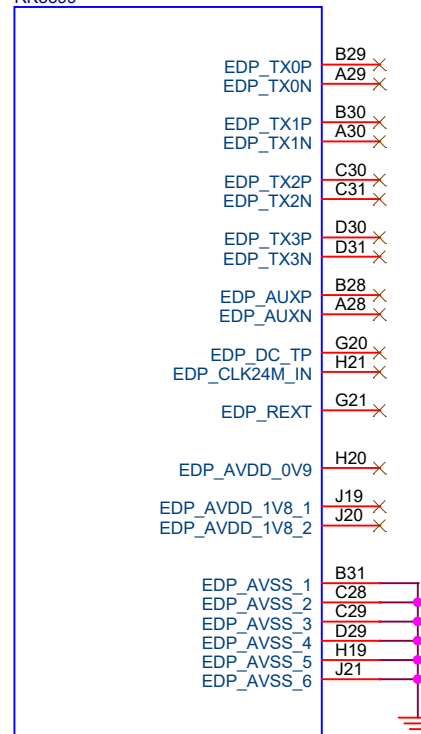 EDP_TX0P B29
EDP_TX0N A29
EDP_TX1P B30
EDP_TX1N A30
EDP_TX2P C30
EDP_TX2N C31
EDP_TX3P D30
EDP_TX3N D31
EDP_AUXP B28
EDP_AUXN A28
EDP_DC_TP G20
EDP_CLK24M_IN H21
EDP_REXT G21
EDP_AVDD_0V9 H20
EDP_AVDD_1V8_1 J19
EDP_AVDD_1V8_2 J20
EDP_AVSS_1 B31
EDP_AVSS_2 C28
EDP_AVSS_3 C29
EDP_AVSS_4 D29
EDP_AVSS_5 H19
EDP_AVSS_6 J21